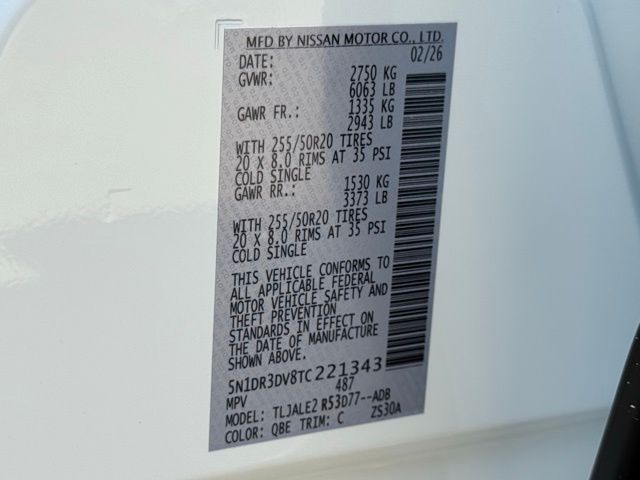 MFD BY NISSAN MOTOR CO., LTD.
DATE: 02/26
GVWR: 2750 KG
6063 LB
GAWR FR.: 1335 KG
2943 LB
WITH 255/50R20 TIRES
20 X 8.0 RIMS AT 35 PSI
COLD SINGLE
GAWR RR.: 1530 KG
3373 LB
WITH 255/50R20 TIRES
20 X 8.0 RIMS AT 35 PSI
COLD SINGLE
THIS VEHICLE CONFORMS TO
ALL APPLICABLE FEDERAL
MOTOR VEHICLE SAFETY AND
THEFT PREVENTION
STANDARDS IN EFFECT ON
THE DATE OF MANUFACTURE
SHOWN ABOVE.
5N1DR3DV8TC221343
MPV 487
MODEL: TLJALE2 R53D77--ADB
COLOR: QBE TRIM: C ZS30A